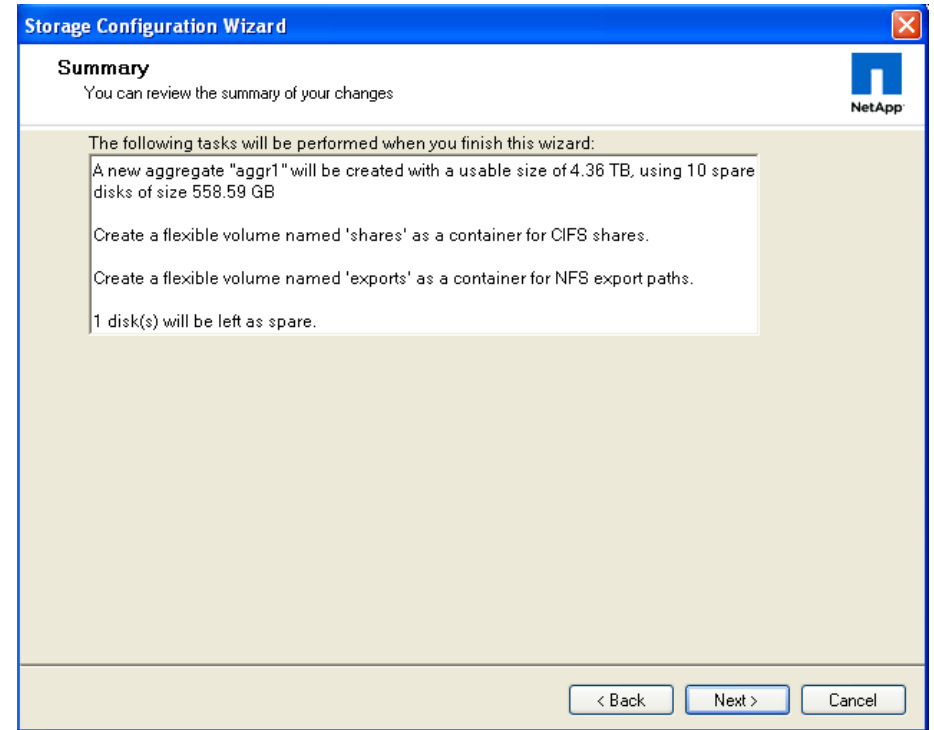 Storage Configuration Wizard
Summary
You can review the summary of your changes
NetApp
The following tasks will be performed when you finish this wizard:
A new aggregate "aggr1" will be created with a usable size of 4.36 TB, using 10 spare
disks of size 558.59 GB
Create a flexible volume named 'shares' as a container for CIFS shares.
Create a flexible volume named 'exports' as a container for NFS export paths.
1 disk(s) will be left as spare.
< Back
Next >
Cancel